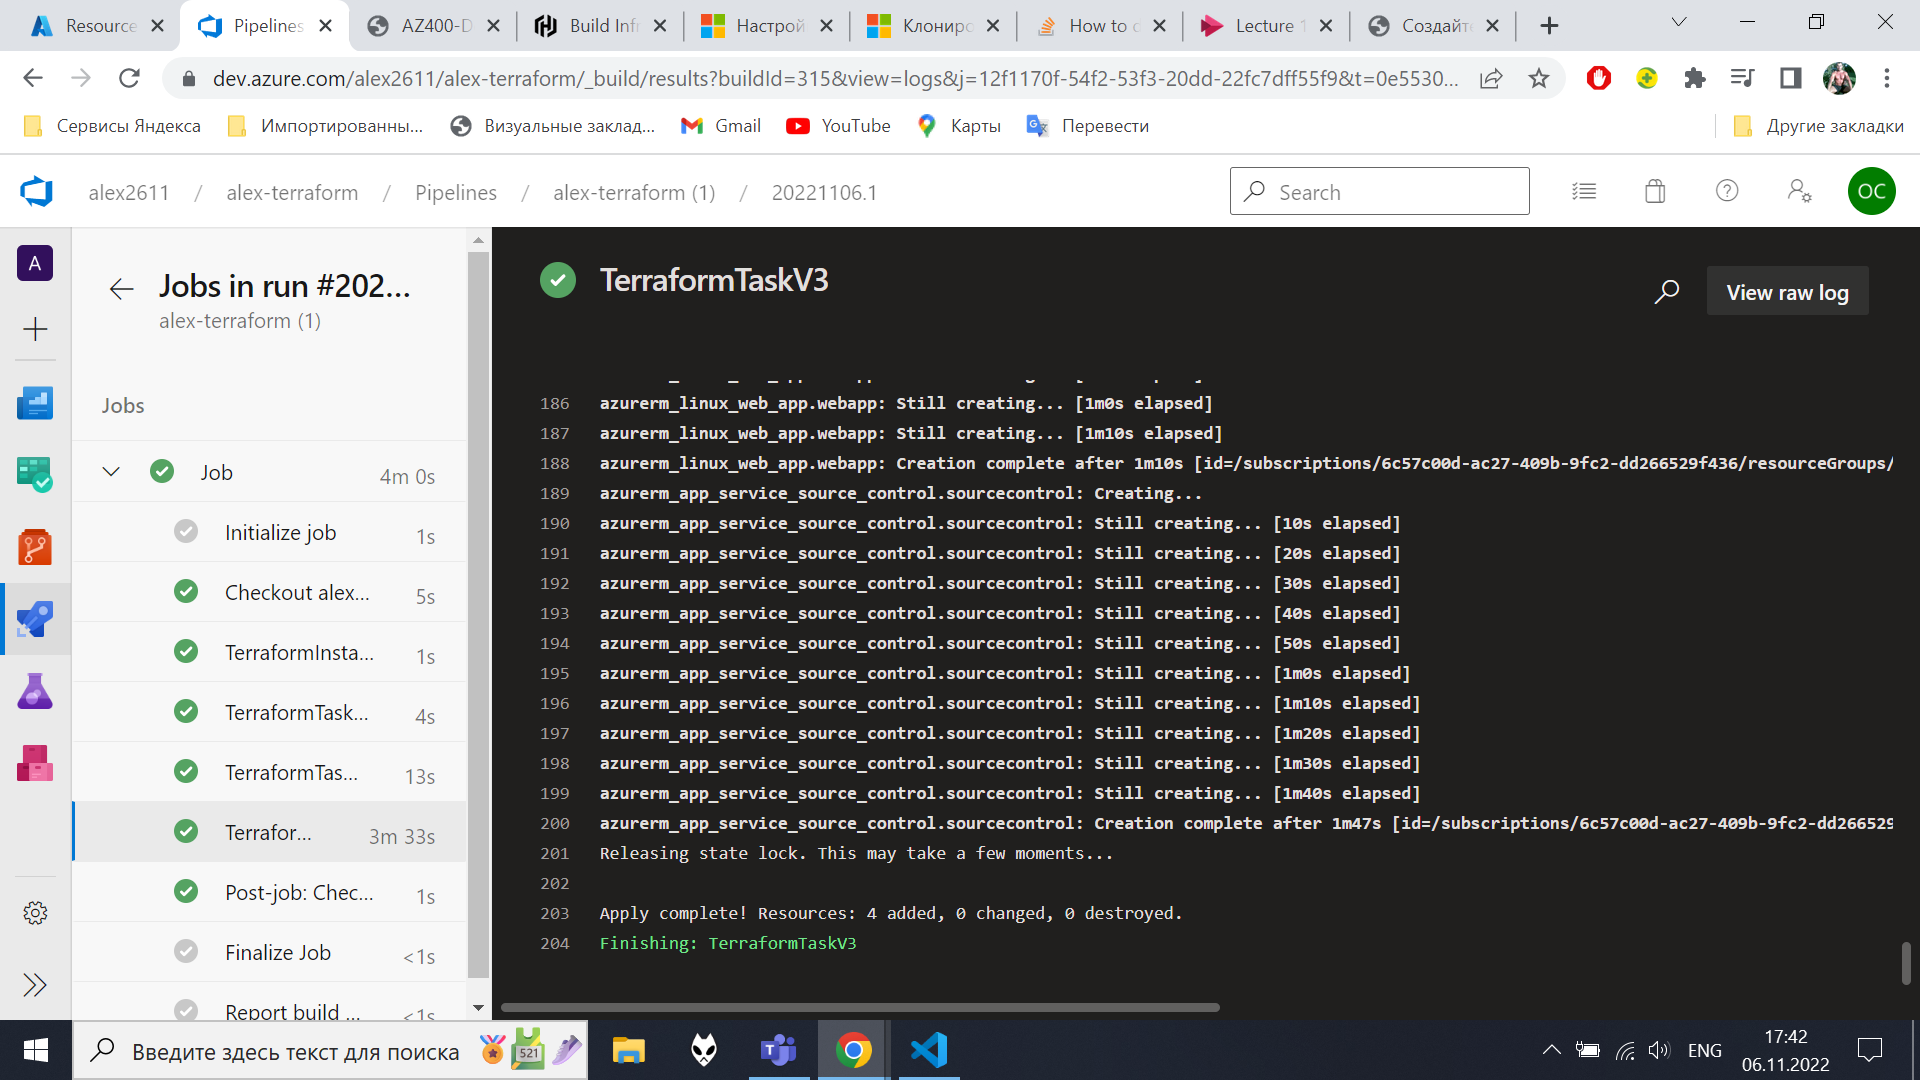 Resource
Pipelines
AZ400-D
Build Infr
Настрой
Клониро
How to d
Lecture 1
Создайте
dev.azure.com/alex2611/alex-terraform/_build/results?buildId=315&view=logs&j=12f1170f-54f2-53f3-20dd-22fc7dff55f9&t=0e5530...
Сервисы Яндекса
Импортированны...
Визуальные заклад...
Gmail
YouTube
Карты
Перевести
Другие закладки
alex2611 / alex-terraform / Pipelines / alex-terraform (1) / 20221106.1
Search
OC
A
Jobs in run #202...
alex-terraform (1)
Jobs
Job 4m 0s
Initialize job 1s
Checkout alex... 5s
TerraformInsta... 1s
TerraformTask... 4s
TerraformTas... 13s
Terrafor... 3m 33s
Post-job: Chec... 1s
Finalize Job <1s
Report build ... <1s
TerraformTaskV3
View raw log
186 azurerm_linux_web_app.webapp: Still creating... [1m0s elapsed]
187 azurerm_linux_web_app.webapp: Still creating... [1m10s elapsed]
188 azurerm_linux_web_app.webapp: Creation complete after 1m10s [id=/subscriptions/6c57c00d-ac27-409b-9fc2-dd266529f436/resourceGroups/
189 azurerm_app_service_source_control.sourcecontrol: Creating...
190 azurerm_app_service_source_control.sourcecontrol: Still creating... [10s elapsed]
191 azurerm_app_service_source_control.sourcecontrol: Still creating... [20s elapsed]
192 azurerm_app_service_source_control.sourcecontrol: Still creating... [30s elapsed]
193 azurerm_app_service_source_control.sourcecontrol: Still creating... [40s elapsed]
194 azurerm_app_service_source_control.sourcecontrol: Still creating... [50s elapsed]
195 azurerm_app_service_source_control.sourcecontrol: Still creating... [1m0s elapsed]
196 azurerm_app_service_source_control.sourcecontrol: Still creating... [1m10s elapsed]
197 azurerm_app_service_source_control.sourcecontrol: Still creating... [1m20s elapsed]
198 azurerm_app_service_source_control.sourcecontrol: Still creating... [1m30s elapsed]
199 azurerm_app_service_source_control.sourcecontrol: Still creating... [1m40s elapsed]
200 azurerm_app_service_source_control.sourcecontrol: Creation complete after 1m47s [id=/subscriptions/6c57c00d-ac27-409b-9fc2-dd266529
201 Releasing state lock. This may take a few moments...
202
203 Apply complete! Resources: 4 added, 0 changed, 0 destroyed.
204 Finishing: TerraformTaskV3
Введите здесь текст для поиска
521
ENG
17:42
06.11.2022